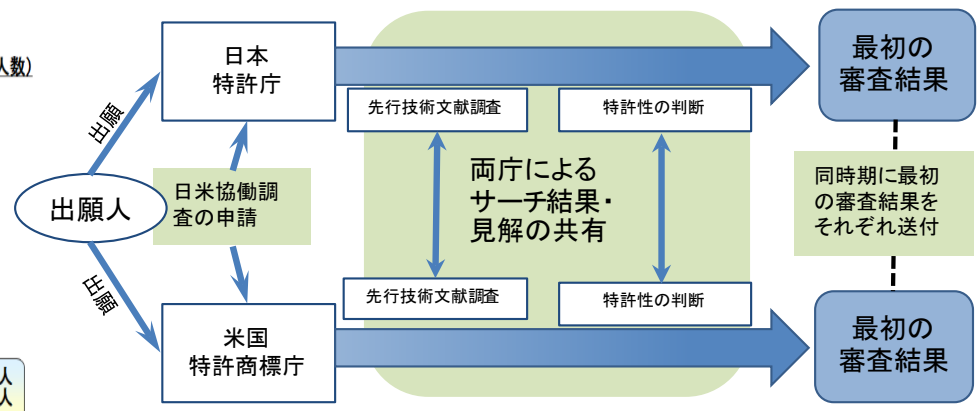 人数)
日本
特許庁
最初の
審査結果
出願
先行技術文献調査
特許性の判断
出願人
日米協働調
査の申請
両庁による
サーチ結果・
見解の共有
同時期に最初
の審査結果を
それぞれ送付
出願
先行技術文献調査
特許性の判断
米国
特許商標庁
最初の
審査結果
人
人